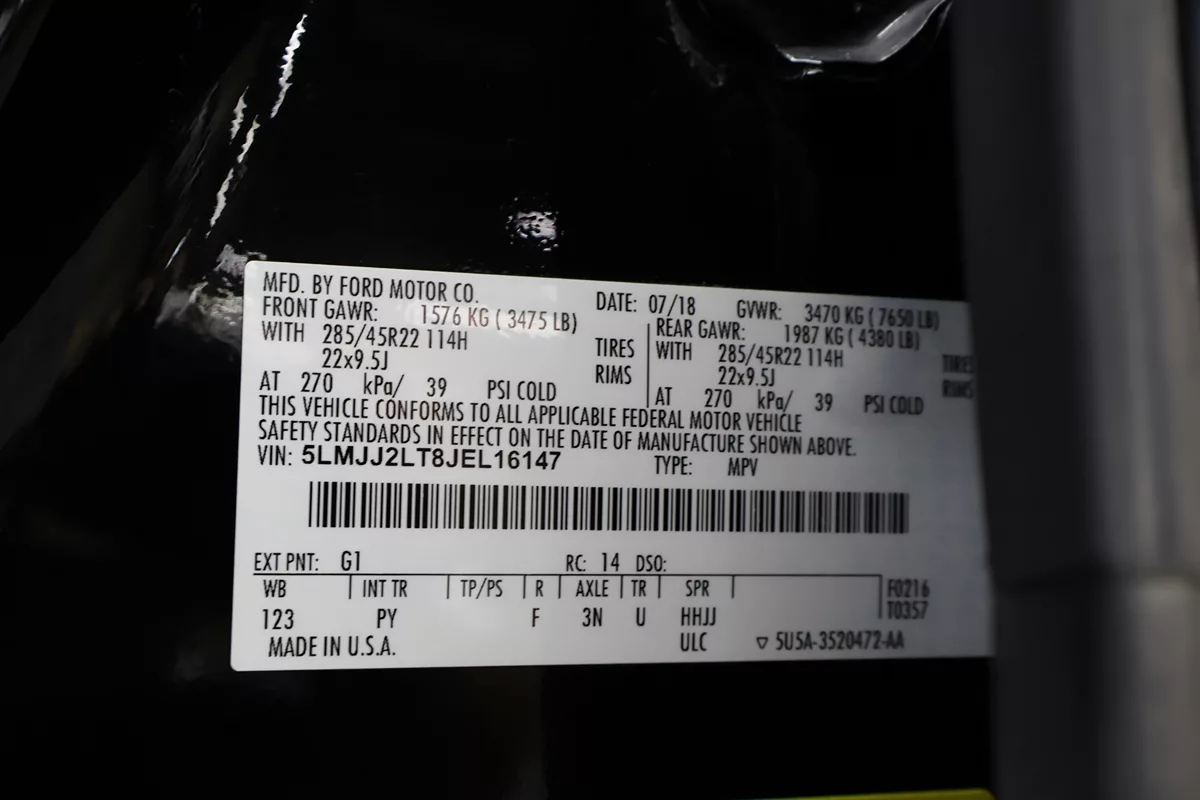 MFD. BY FORD MOTOR CO. DATE: 07/18 GVWR: 3470 KG ( 7650 LB)
FRONT GAWR: 1576 KG ( 3475 LB) REAR GAWR: 1987 KG ( 4380 LB)
WITH 285/45R22 114H TIRES WITH 285/45R22 114H TIRES
22x9.5J RIMS 22x9.5J RIMS
AT 270 kPa/ 39 PSI COLD AT 270 kPa/ 39 PSI COLD
THIS VEHICLE CONFORMS TO ALL APPLICABLE FEDERAL MOTOR VEHICLE
SAFETY STANDARDS IN EFFECT ON THE DATE OF MANUFACTURE SHOWN ABOVE.
VIN: 5LMJJ2LT8JEL16147 TYPE: MPV
EXT PNT: G1 RC: 14 DSO:
WB INT TR TP/PS R AXLE TR SPR F0216
123 PY F 3N U HHJJ T0357
MADE IN U.S.A. ULC ▽ 5U5A-3520472-AA